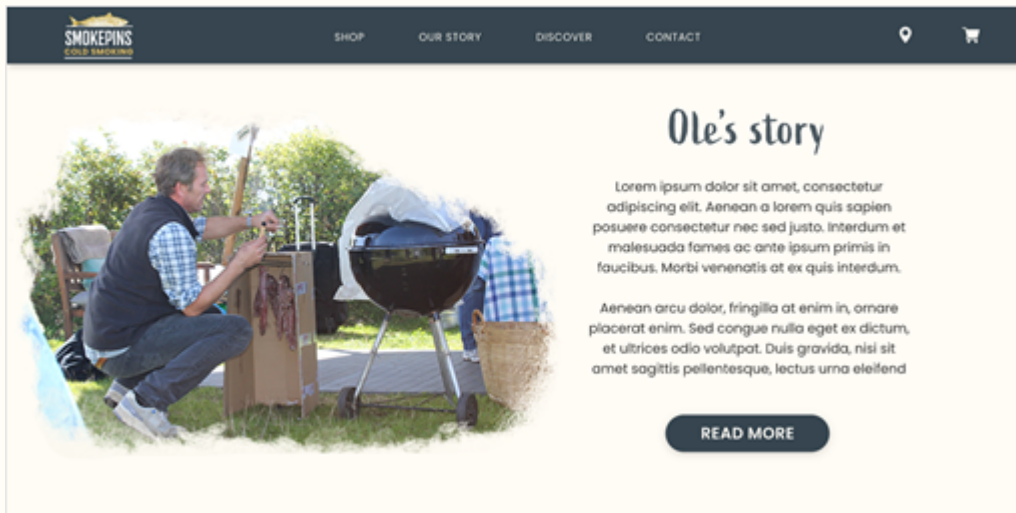 SMOKEPINS
COLD SMOKING
SHOP
OUR STORY
DISCOVER
CONTACT
Ole's story
Lorem ipsum dolor sit amet, consectetur
adipiscing elit. Aenean a lorem quis sapien
posuere consectetur nec sed justo. Interdum et
malesuada fames ac ante ipsum primis in
faucibus. Morbi venenatis at ex quis interdum.
Aenean arcu dolor, fringilla at enim in, ornare
placerat enim. Sed congue nulla eget ex dictum,
et ultrices odio volutpat. Duis gravida, nisi sit
amet sagittis pellentesque, lectus urna eleifend
READ MORE